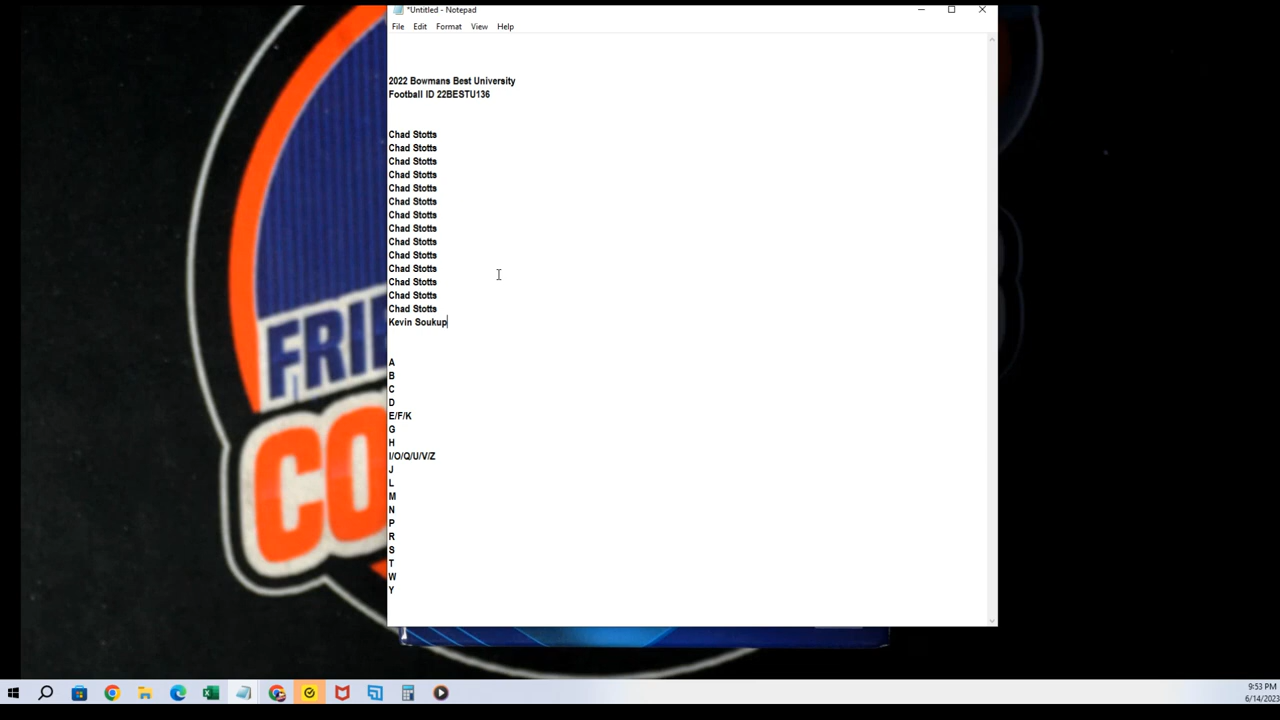 *Untitled - Notepad
File Edit Format View Help
2022 Bowmans Best University
Football ID 22BESTU136
Chad Stotts
Chad Stotts
Chad Stotts
Chad Stotts
Chad Stotts
Chad Stotts
Chad Stotts
Chad Stotts
Chad Stotts
Chad Stotts
Chad Stotts
Chad Stotts
Chad Stotts
Chad Stotts
Kevin Soukup
A
B
C
D
E/F/K
G
H
I/O/Q/U/V/Z
J
L
M
N
P
R
S
T
W
Y
FRI
CO
9:53 PM
6/14/2023